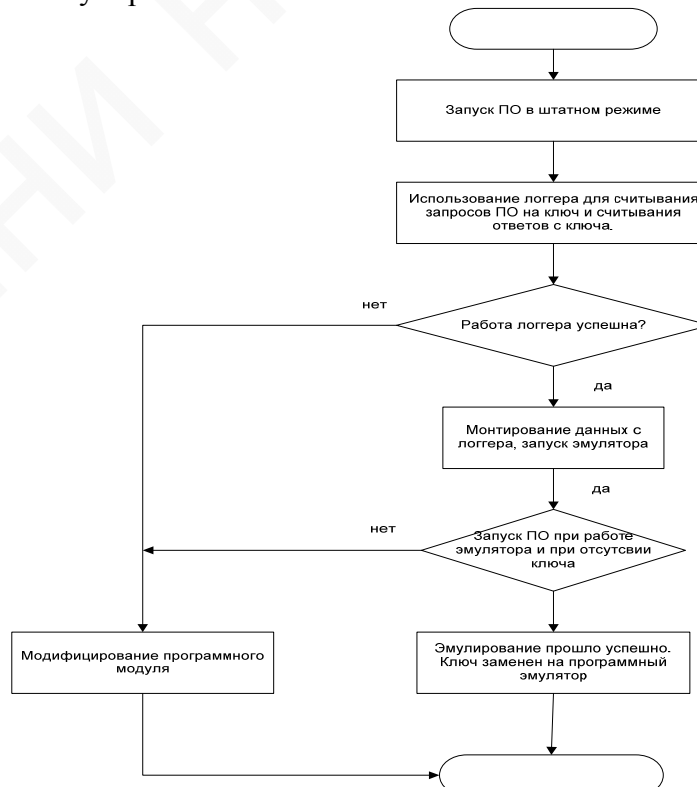 Запуск ПО в штатном режиме
Использование логгера для считывания
запросов ПО на ключ и считывания
ответов с ключа.
нет
Работа логгера успешна?
да
Монтирование данных с
логгера, запуск эмулятора
да
нет
Запуск ПО при работе
эмулятора и при отсутсвии
ключа
Модифицирование программного
модуля
Эмулирование прошло успешно.
Ключ заменен на программный
эмулятор